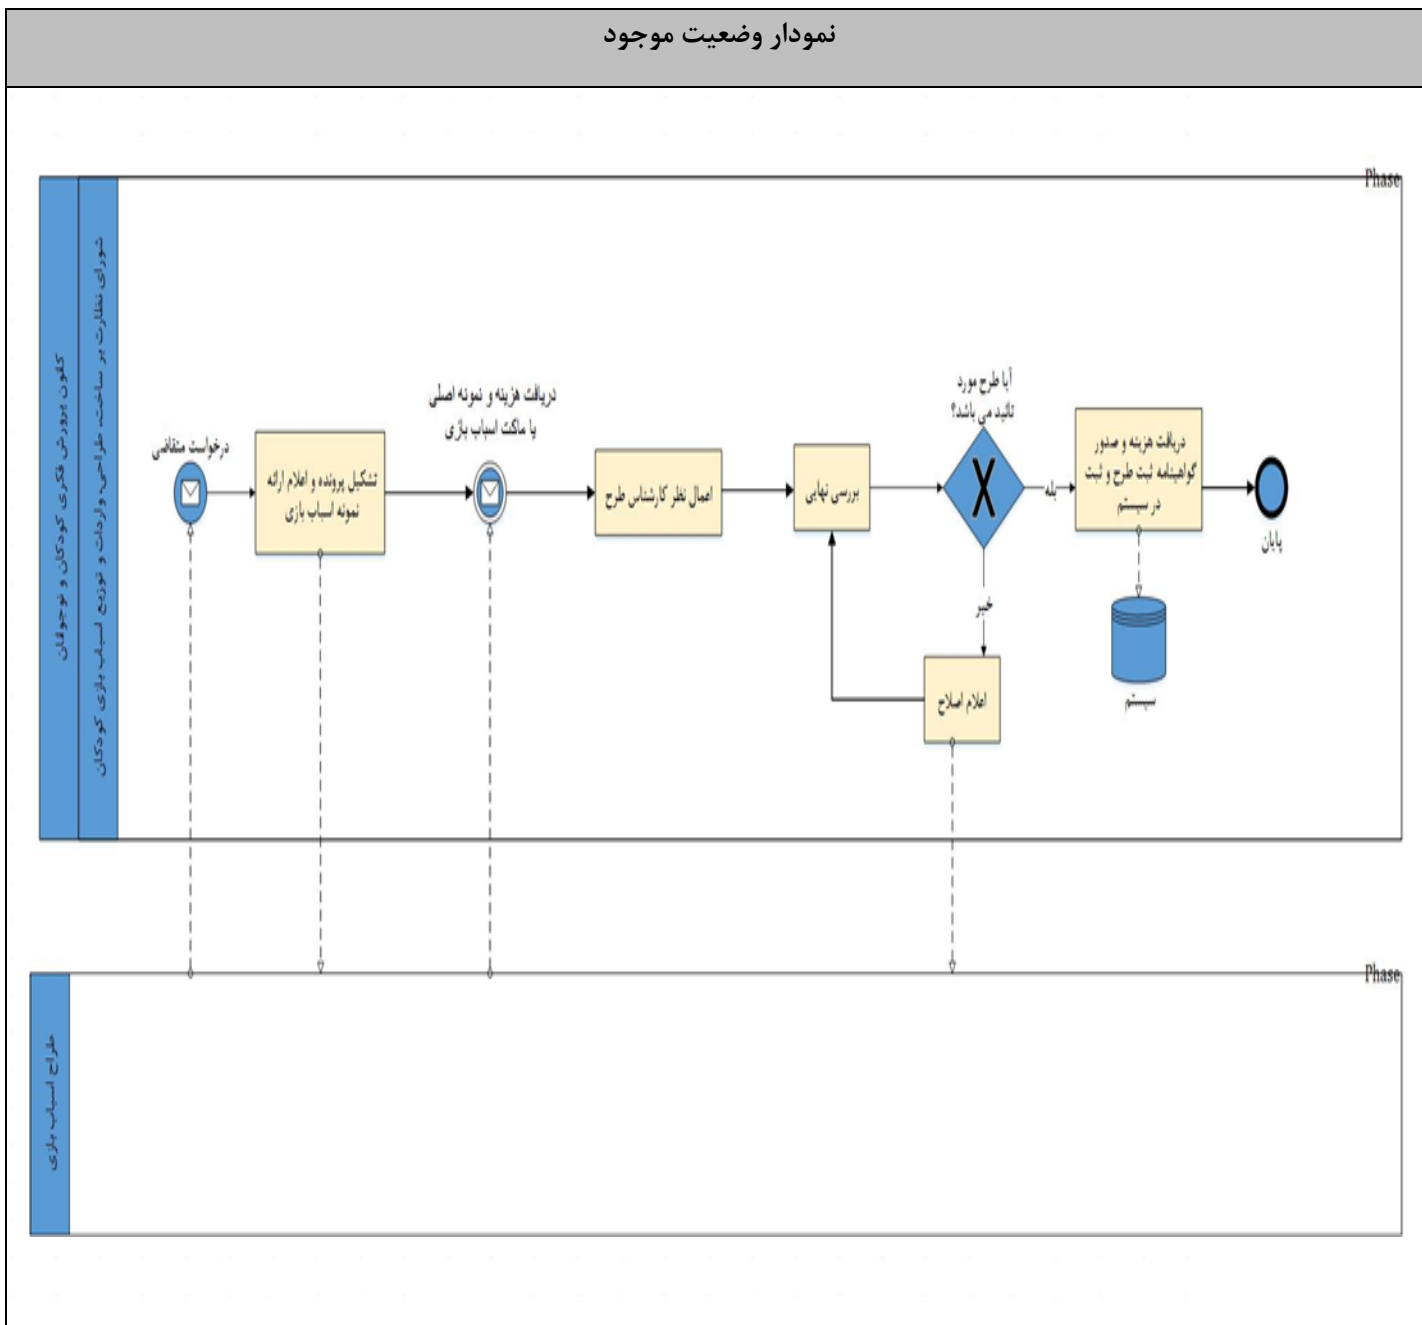 نمودار وضعیت موجود
Phase
کانون پرورش فکری کودکان و نوجوانان
شورای نظارت بر ساخت، طراحی، واردات و توزیع اسباب بازی کودکان
درخواست متقاضی
تشکیل پرونده و اعلام ارائه
نمونه اسباب بازی
دریافت هزینه و نمونه اصلی
یا ماکت اسباب بازی
اعمال نظر کارشناس طرح
بررسی نهایی
آیا طرح مورد
تائید می باشد؟
بله
خیر
اعلام اصلاح
دریافت هزینه و صدور
گواهینامه ثبت طرح و ثبت
در سیستم
سیستم
پایان
Phase
طراح اسباب بازی